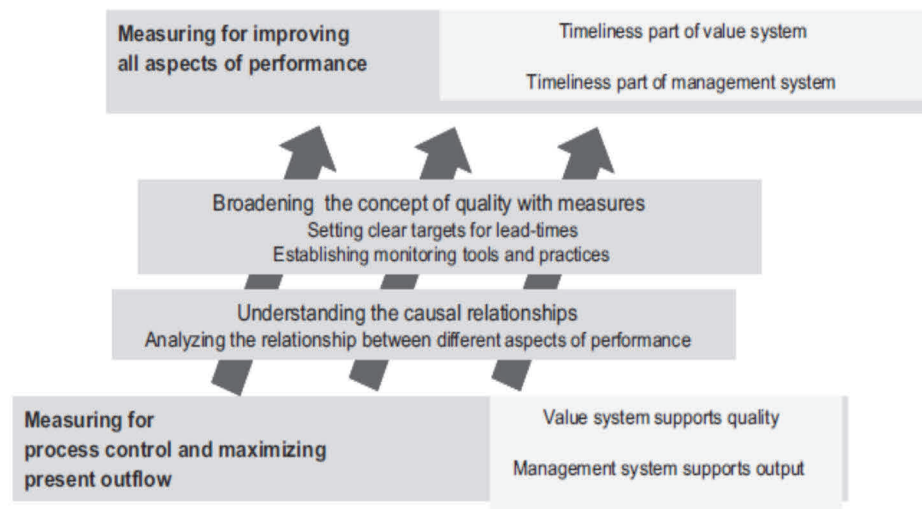 Measuring for improving
all aspects of performance
Timeliness part of value system
Timeliness part of management system
Broadening the concept of quality with measures
Setting clear targets for lead-times
Establishing monitoring tools and practices
Understanding the causal relationships
Analyzing the relationship between different aspects of performance
Measuring for
process control and maximizing
present outflow
Value system supports quality
Management system supports output